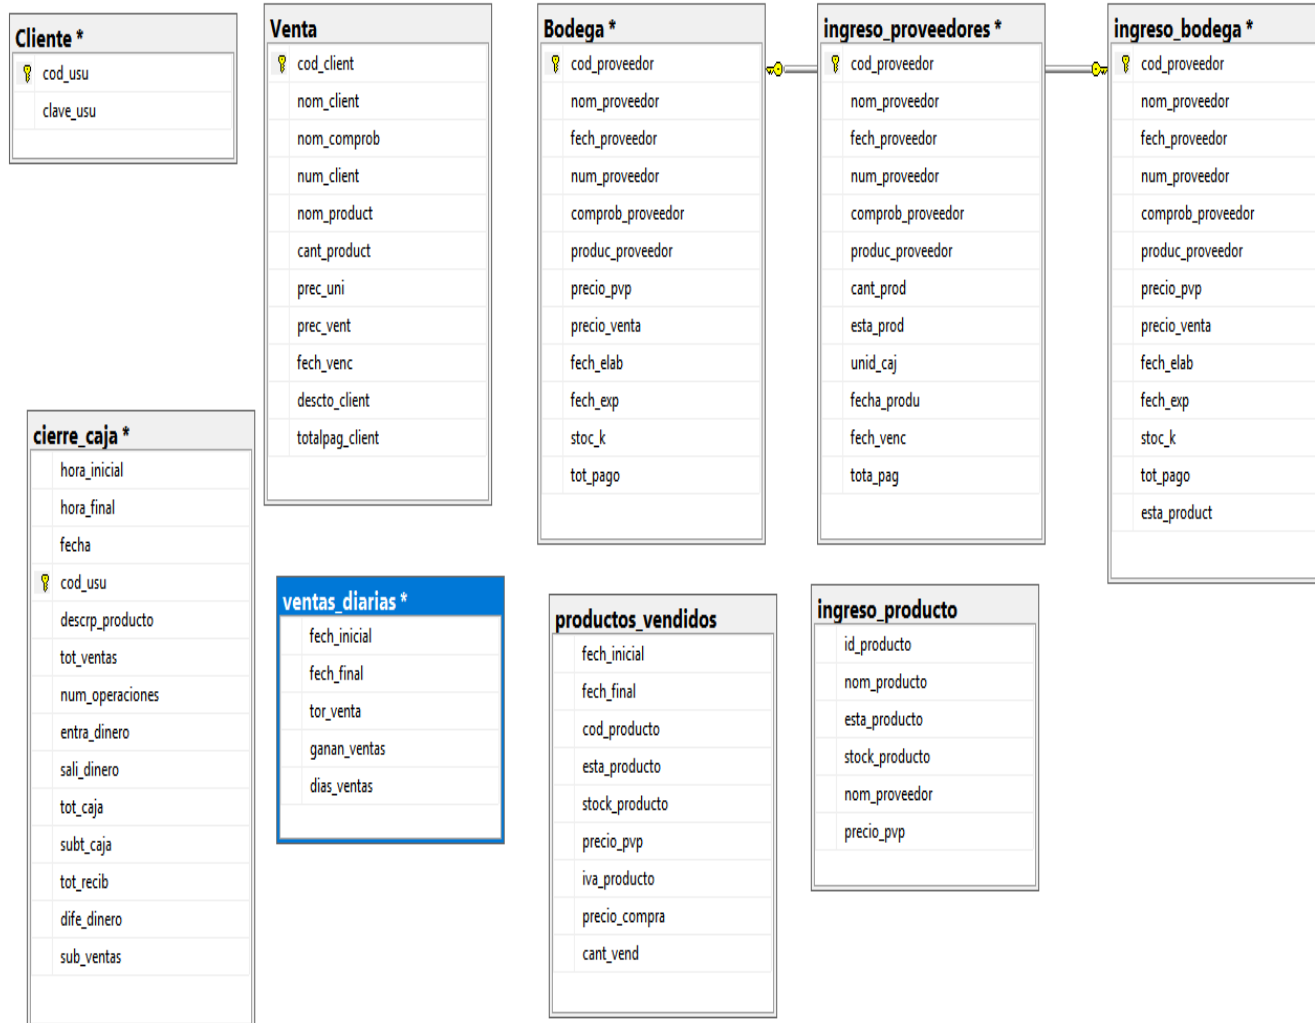 Cliente *
cod_usu
clave_usu
Venta
cod_client
nom_client
nom_comprob
num_client
nom_product
cant_product
prec_uni
prec_vent
fech_venc
descto_client
totalpag_client
Bodega *
cod_proveedor
nom_proveedor
fech_proveedor
num_proveedor
comprob_proveedor
produc_proveedor
precio_pvp
precio_venta
fech_elab
fech_exp
stoc_k
tot_pago
ingreso_proveedores *
cod_proveedor
nom_proveedor
fech_proveedor
num_proveedor
comprob_proveedor
produc_proveedor
cant_prod
esta_prod
unid_caj
fecha_produ
fech_venc
tota_pag
ingreso_bodega *
cod_proveedor
nom_proveedor
fech_proveedor
num_proveedor
comprob_proveedor
produc_proveedor
precio_pvp
precio_venta
fech_elab
fech_exp
stoc_k
tot_pago
esta_product
cierre_caja *
hora_inicial
hora_final
fecha
cod_usu
descrp_producto
tot_ventas
num_operaciones
entra_dinero
sali_dinero
tot_caja
subt_caja
tot_recib
dife_dinero
sub_ventas
ventas_diarias *
fech_inicial
fech_final
tor_venta
ganan_ventas
dias_ventas
productos_vendidos
fech_inicial
fech_final
cod_producto
esta_producto
stock_producto
precio_pvp
iva_producto
precio_compra
cant_vend
ingreso_producto
id_producto
nom_producto
esta_producto
stock_producto
nom_proveedor
precio_pvp